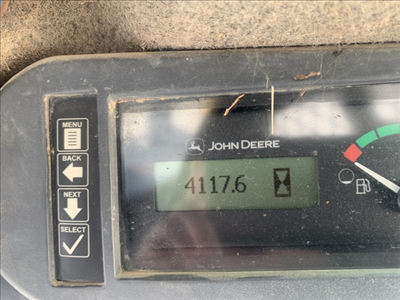 MENU
BACK
NEXT
SELECT
JOHN DEERE
4117.6